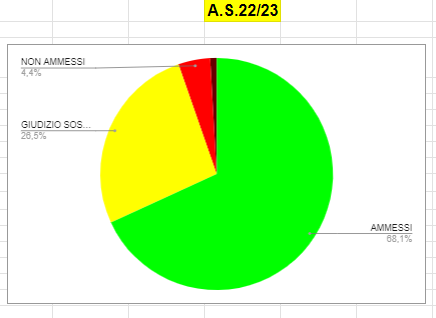 A.S.22/23
NON AMMESSI
4,4%
GIUDIZIO SOS...
26,5%
AMMESSI
68,1%